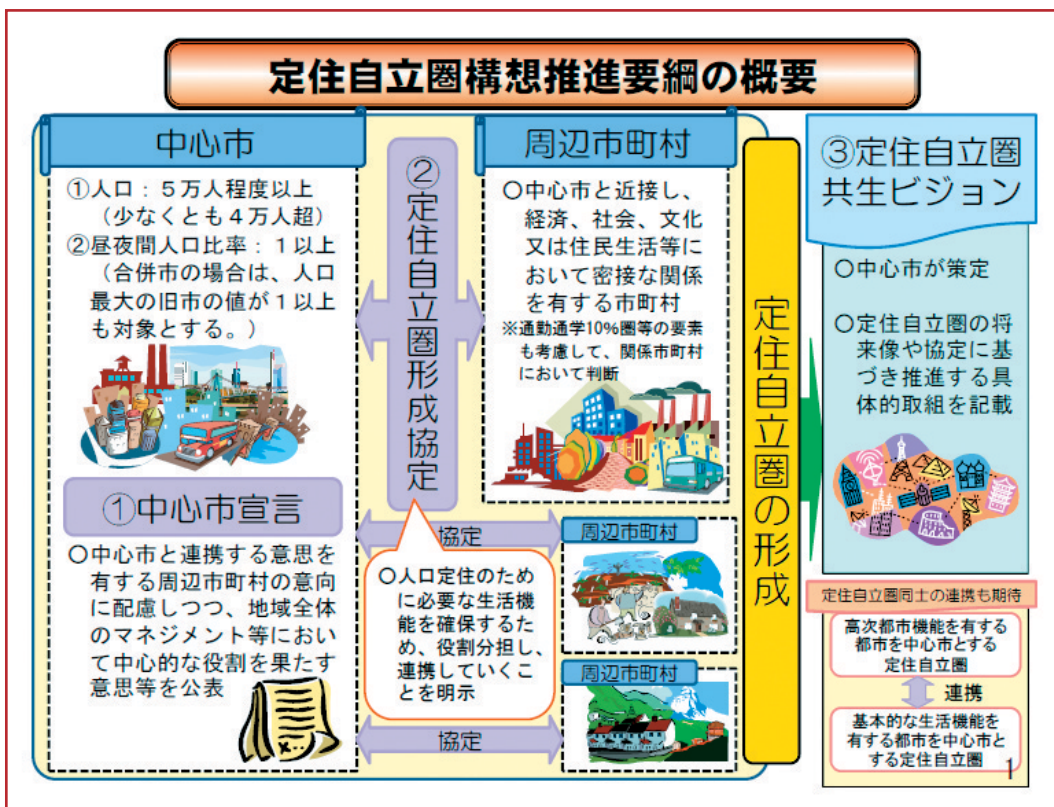 定住自立圏構想推進要綱の概要
中心市
①人口：５万人程度以上
（少なくとも４万人超）
②昼夜間人口比率：１以上
（合併市の場合は、人口
最大の旧市の値が１以上
も対象とする。）
①中心市宣言
○中心市と連携する意思を
有する周辺市町村の意向
に配慮しつつ、地域全体
のマネジメント等におい
て中心的な役割を果たす
意思等を公表
②定住自立圏形成協定
協定
○人口定住のため
に必要な生活機
能を確保するた
め、役割分担し、
連携していくこ
とを明示
協定
周辺市町村
○中心市と近接し、
経済、社会、文化
又は住民生活等に
おいて密接な関係
を有する市町村
※通勤通学10%圏等の要素
も考慮して、関係市町村
において判断
周辺市町村
周辺市町村
定住自立圏の形成
③定住自立圏
共生ビジョン
○中心市が策定
○定住自立圏の将
来像や協定に基
づき推進する具
体的取組を記載
定住自立圏同士の連携も期待
高次都市機能を有する
都市を中心市とする
定住自立圏
連携
基本的な生活機能を
有する都市を中心市と
する定住自立圏
1